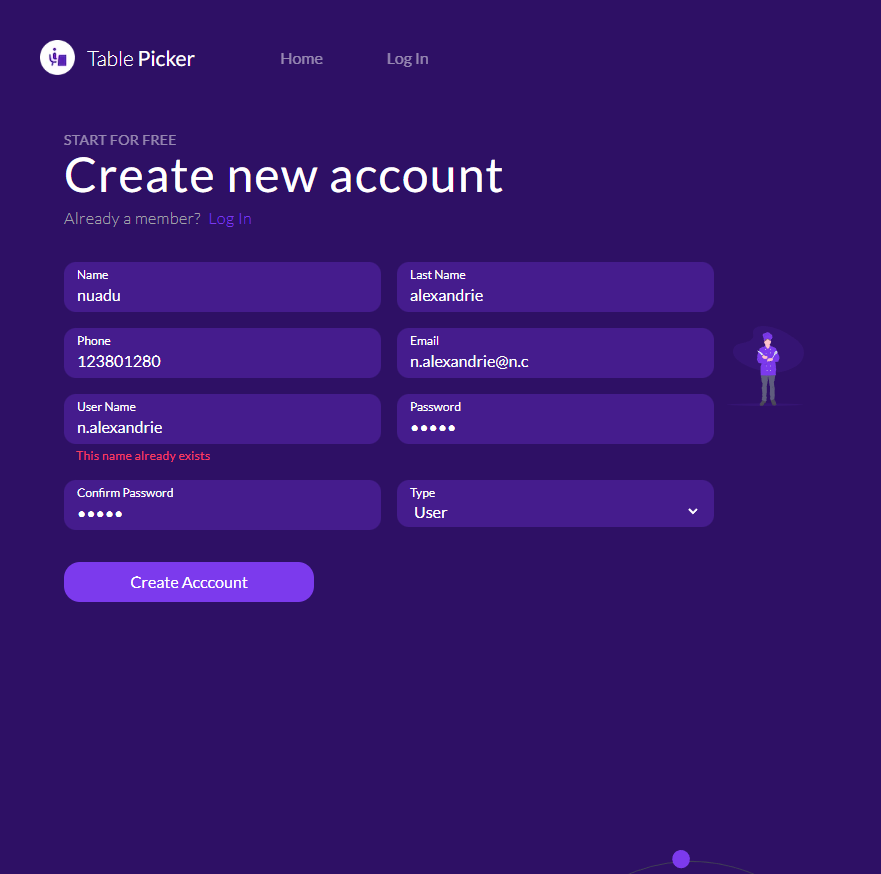 Table Picker Home Log In
START FOR FREE
Create new account
Already a member? Log In
Name Last Name
nuadu alexandrie
Phone Email
123801280 n.alexandrie@n.c
User Name Password
n.alexandrie •••••
This name already exists
Confirm Password Type
••••• User
Create Acccount